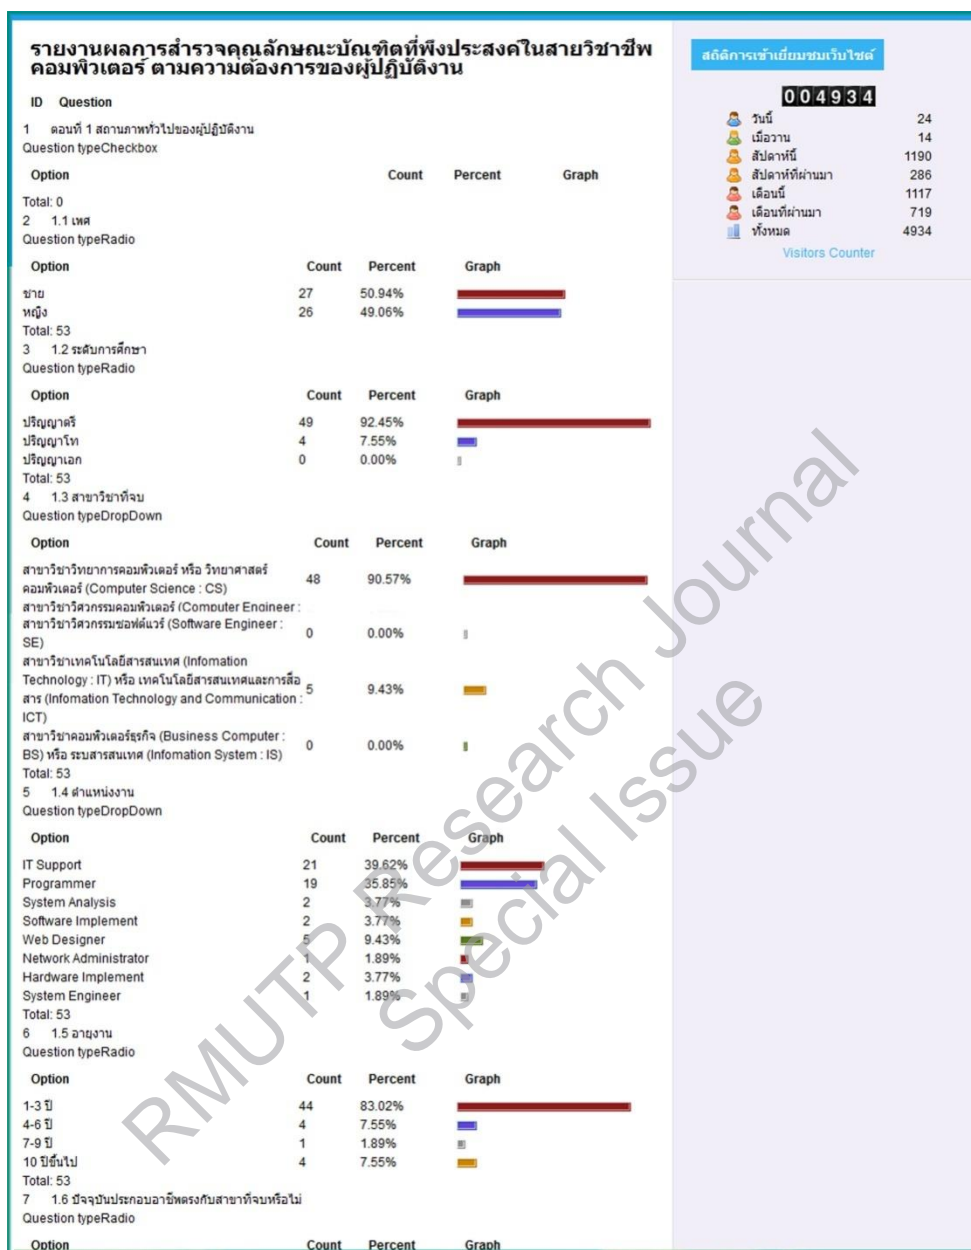 รายงานผลการสำรวจคุณลักษณะบัณฑิตที่พึงประสงค์ในสายวิชาชีพ
คอมพิวเตอร์ ตามความต้องการของผู้ปฏิบัติงาน
ID Question
1 ตอนที่ 1 สถานภาพทั่วไปของผู้ปฏิบัติงาน
Question typeCheckbox
Option Count Percent Graph
Total: 0
2 1.1 เพศ
Question typeRadio
Option Count Percent Graph
ชาย 27 50.94%
หญิง 26 49.06%
Total: 53
3 1.2 ระดับการศึกษา
Question typeRadio
Option Count Percent Graph
ปริญญาตรี 49 92.45%
ปริญญาโท 4 7.55%
ปริญญาเอก 0 0.00%
Total: 53
4 1.3 สาขาวิชาที่จบ
Question typeDropDown
Option Count Percent Graph
สาขาวิชาวิทยาการคอมพิวเตอร์ หรือ วิทยาศาสตร์
คอมพิวเตอร์ (Computer Science : CS) 48 90.57%
สาขาวิชาวิศวกรรมคอมพิวเตอร์ (Computer Engineer :
สาขาวิชาวิศวกรรมซอฟต์แวร์ (Software Engineer :
SE) 0 0.00%
สาขาวิชาเทคโนโลยีสารสนเทศ (Infomation
Technology : IT) หรือ เทคโนโลยีสารสนเทศและการสื่อ
สาร (Infomation Technology and Communication : 5 9.43%
ICT)
สาขาวิชาคอมพิวเตอร์ธุรกิจ (Business Computer :
BS) หรือ ระบบสารสนเทศ (Infomation System : IS) 0 0.00%
Total: 53
5 1.4 ตำแหน่งงาน
Question typeDropDown
Option Count Percent Graph
IT Support 21 39.62%
Programmer 19 35.85%
System Analysis 2 3.77%
Software Implement 2 3.77%
Web Designer 5 9.43%
Network Administrator 1 1.89%
Hardware Implement 2 3.77%
System Engineer 1 1.89%
Total: 53
6 1.5 อายุงาน
Question typeRadio
Option Count Percent Graph
1-3 ปี 44 83.02%
4-6 ปี 4 7.55%
7-9 ปี 1 1.89%
10 ปีขึ้นไป 4 7.55%
Total: 53
7 1.6 ปัจจุบันประกอบอาชีพตรงกับสาขาที่จบหรือไม่
Question typeRadio
Option Count Percent Graph
สถิติการเข้าเยี่ยมชมเว็บไซต์
004934
วันนี้ 24
เมื่อวาน 14
สัปดาห์นี้ 1190
สัปดาห์ที่ผ่านมา 286
เดือนนี้ 1117
เดือนที่ผ่านมา 719
ทั้งหมด 4934
Visitors Counter
RMUTP Research Journal
Special Issue